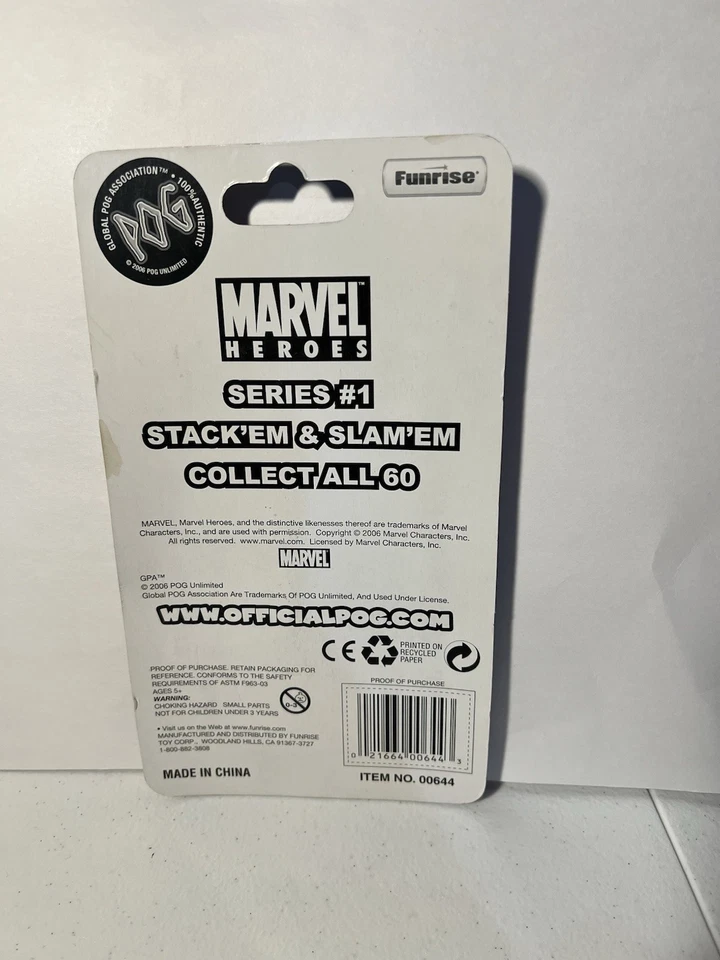 GLOBAL POG ASSOCIATION™ • 100% AUTHENTIC
POG
© 2006 POG UNLIMITED
Funrise®
MARVEL™
HEROES
SERIES #1
STACK'EM & SLAM'EM
COLLECT ALL 60
MARVEL, Marvel Heroes, and the distinctive likenesses thereof are trademarks of Marvel
Characters, Inc., and are used with permission. Copyright © 2006 Marvel Characters, Inc.
All rights reserved. www.marvel.com. Licensed by Marvel Characters, Inc.
MARVEL
GPA™
© 2006 POG Unlimited
Global POG Association Are Trademarks Of POG Unlimited, And Used Under License.
WWW.OFFICIALPOG.COM
CE
PRINTED ON
RECYCLED
PAPER
PROOF OF PURCHASE. RETAIN PACKAGING FOR
REFERENCE. CONFORMS TO THE SAFETY
REQUIREMENTS OF ASTM F963-03
AGES 5+
WARNING:
CHOKING HAZARD SMALL PARTS
NOT FOR CHILDREN UNDER 3 YEARS
0-3
• Visit us on the Web at www.funrise.com
MANUFACTURED AND DISTRIBUTED BY FUNRISE
TOY CORP., WOODLAND HILLS, CA 91367-3727
1-800-882-3808
MADE IN CHINA
PROOF OF PURCHASE
0 21664 00644 3
ITEM NO. 00644